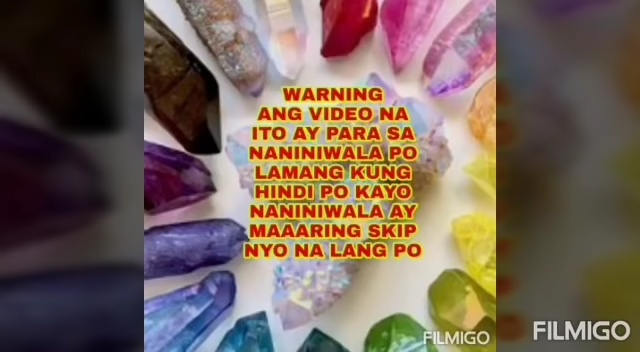 WARNING
ANG VIDEO NA
ITO AY PARA SA
NANINIWALA PO
LAMANG KUNG
HINDI PO KAYO
NANINIWALA AY
MAAARING SKIP
NYO NA LANG PO
FILMIGO
FILMIGO